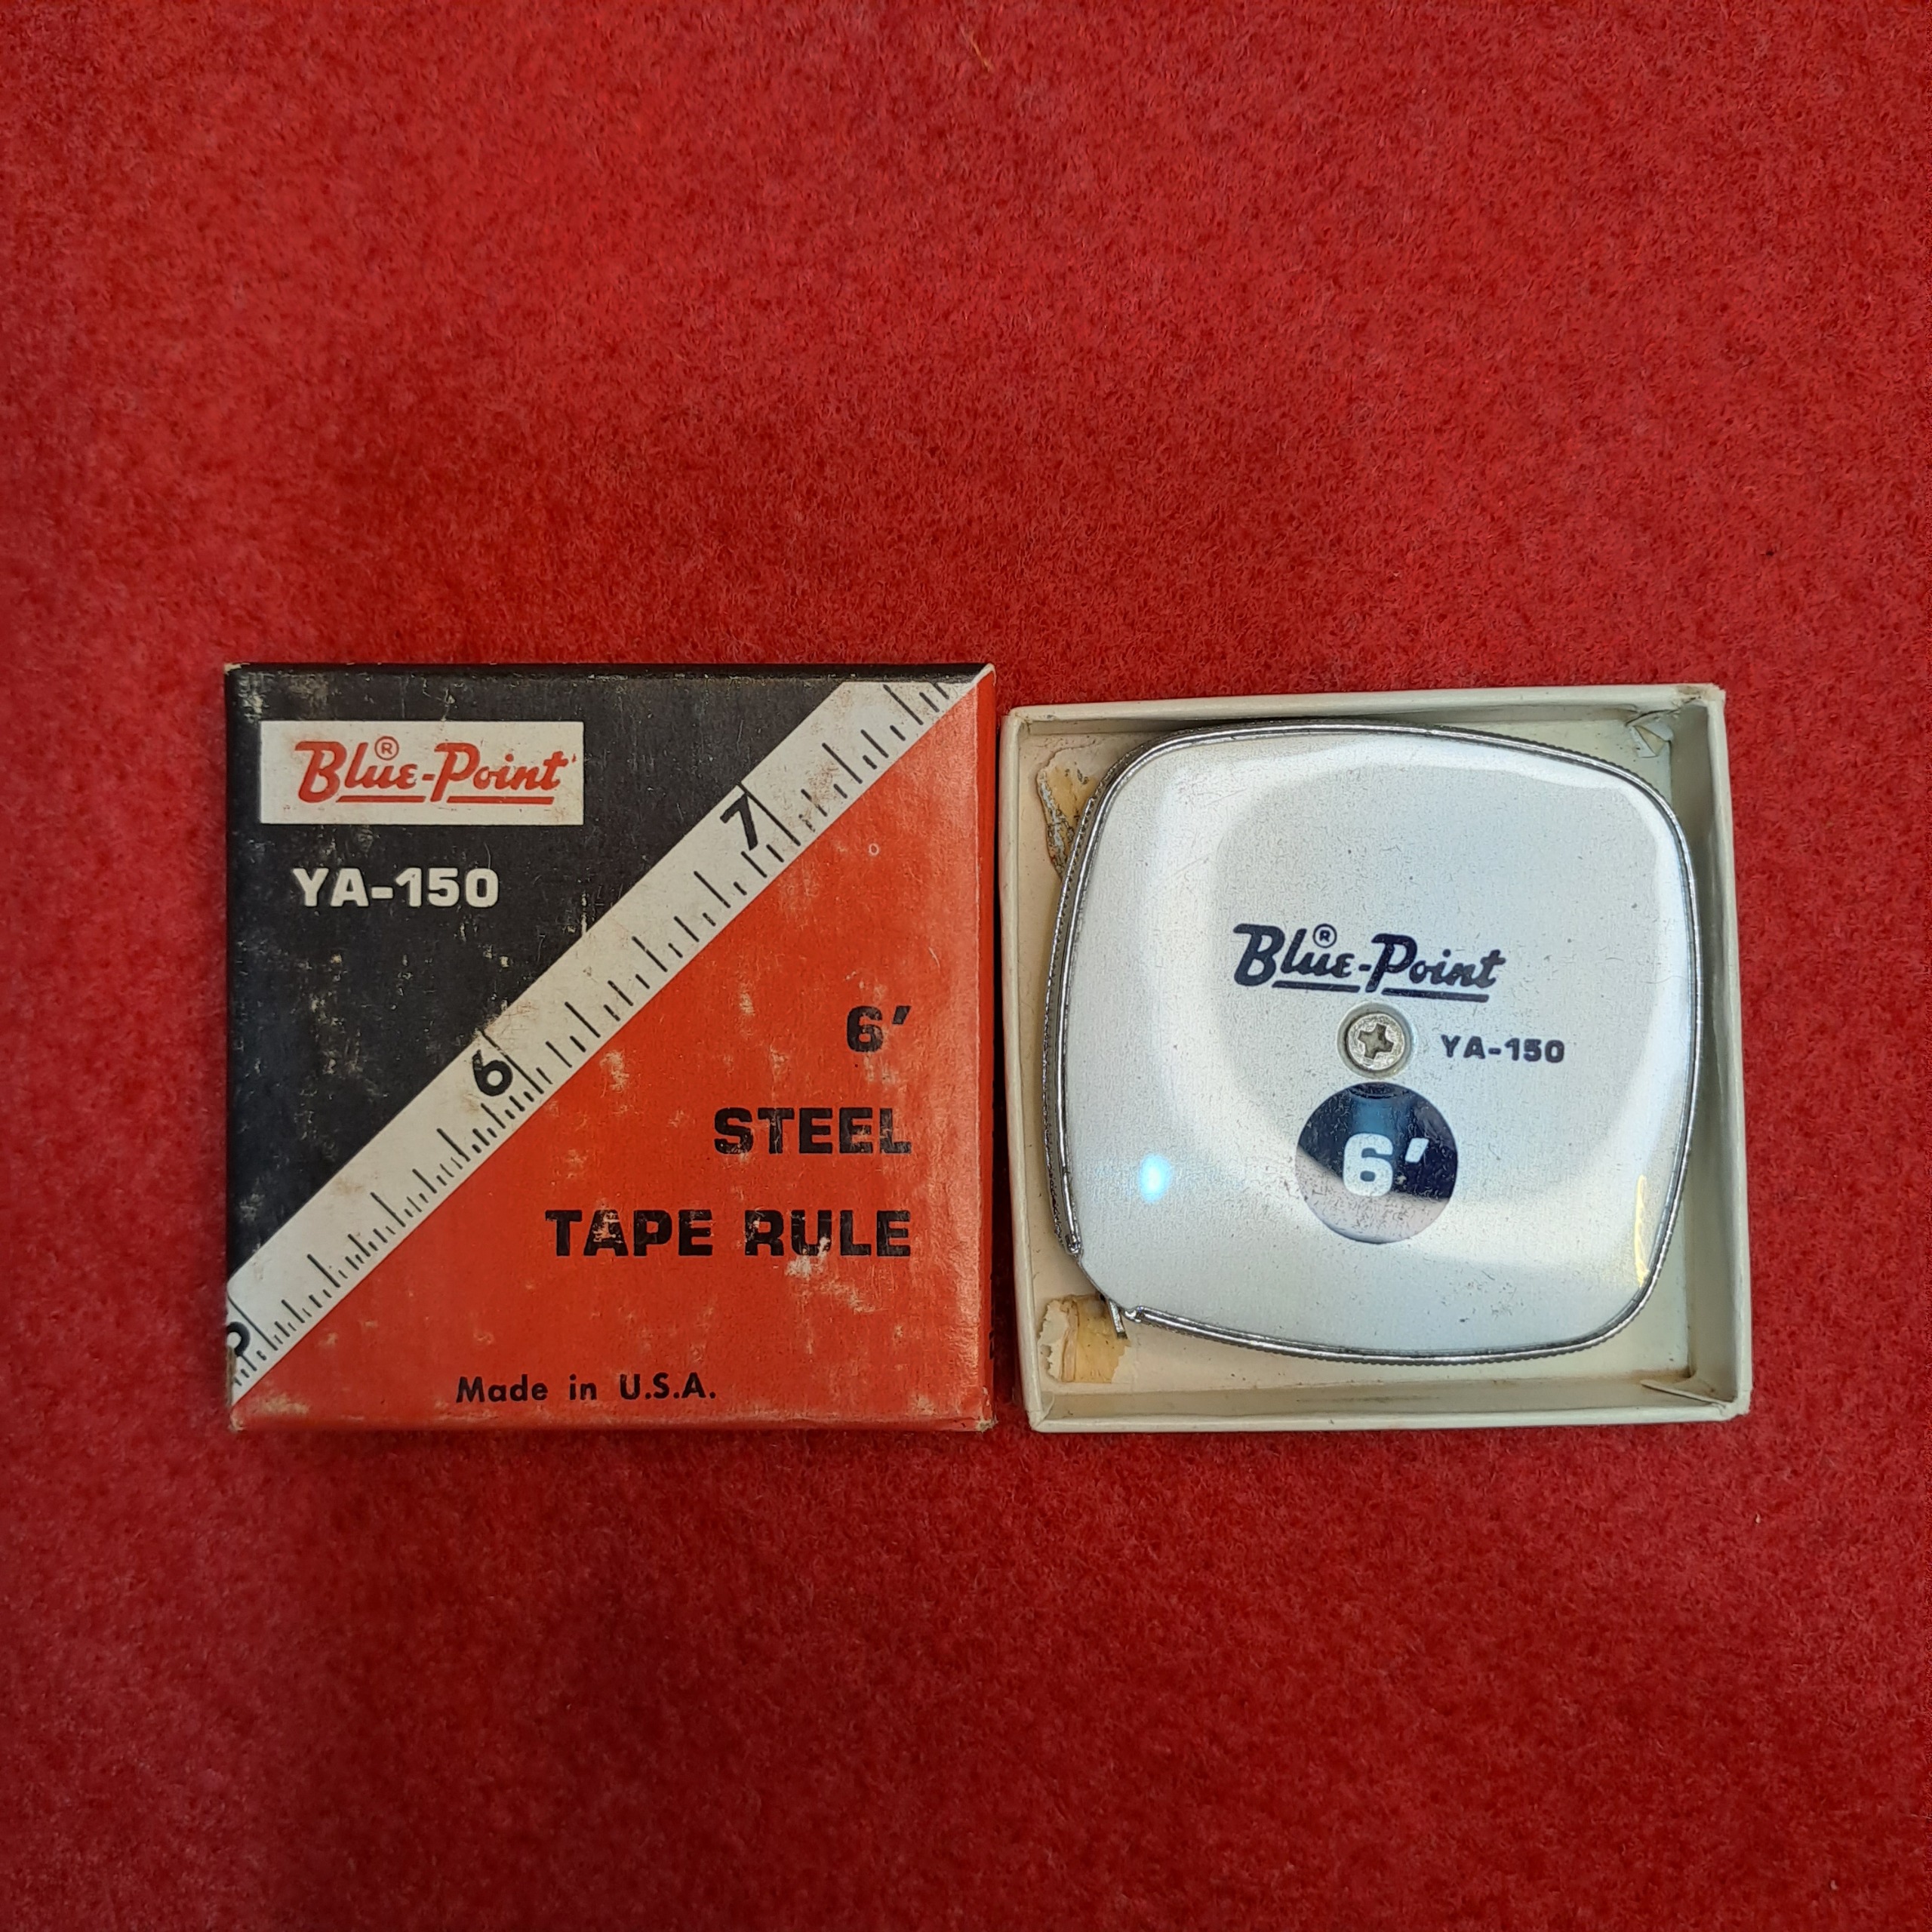 Blue-Point®
YA-150
7
6
6'
STEEL
TAPE RULE
Made in U.S.A.
Blue-Point®
YA-150
6'